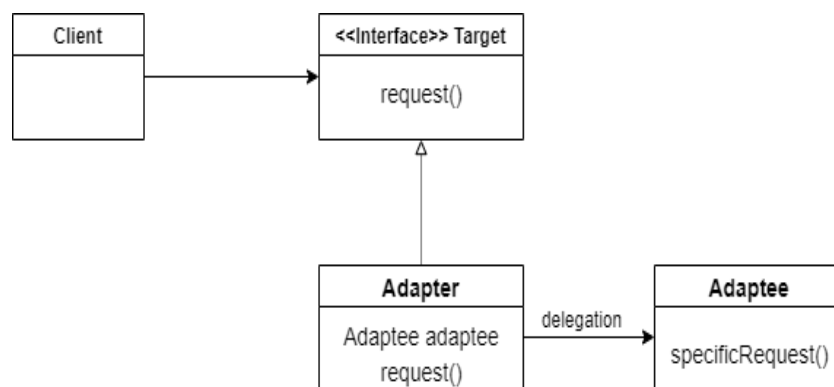 Client
<<Interface>> Target
request()
Adapter
Adaptee adaptee
request()
delegation
Adaptee
specificRequest()